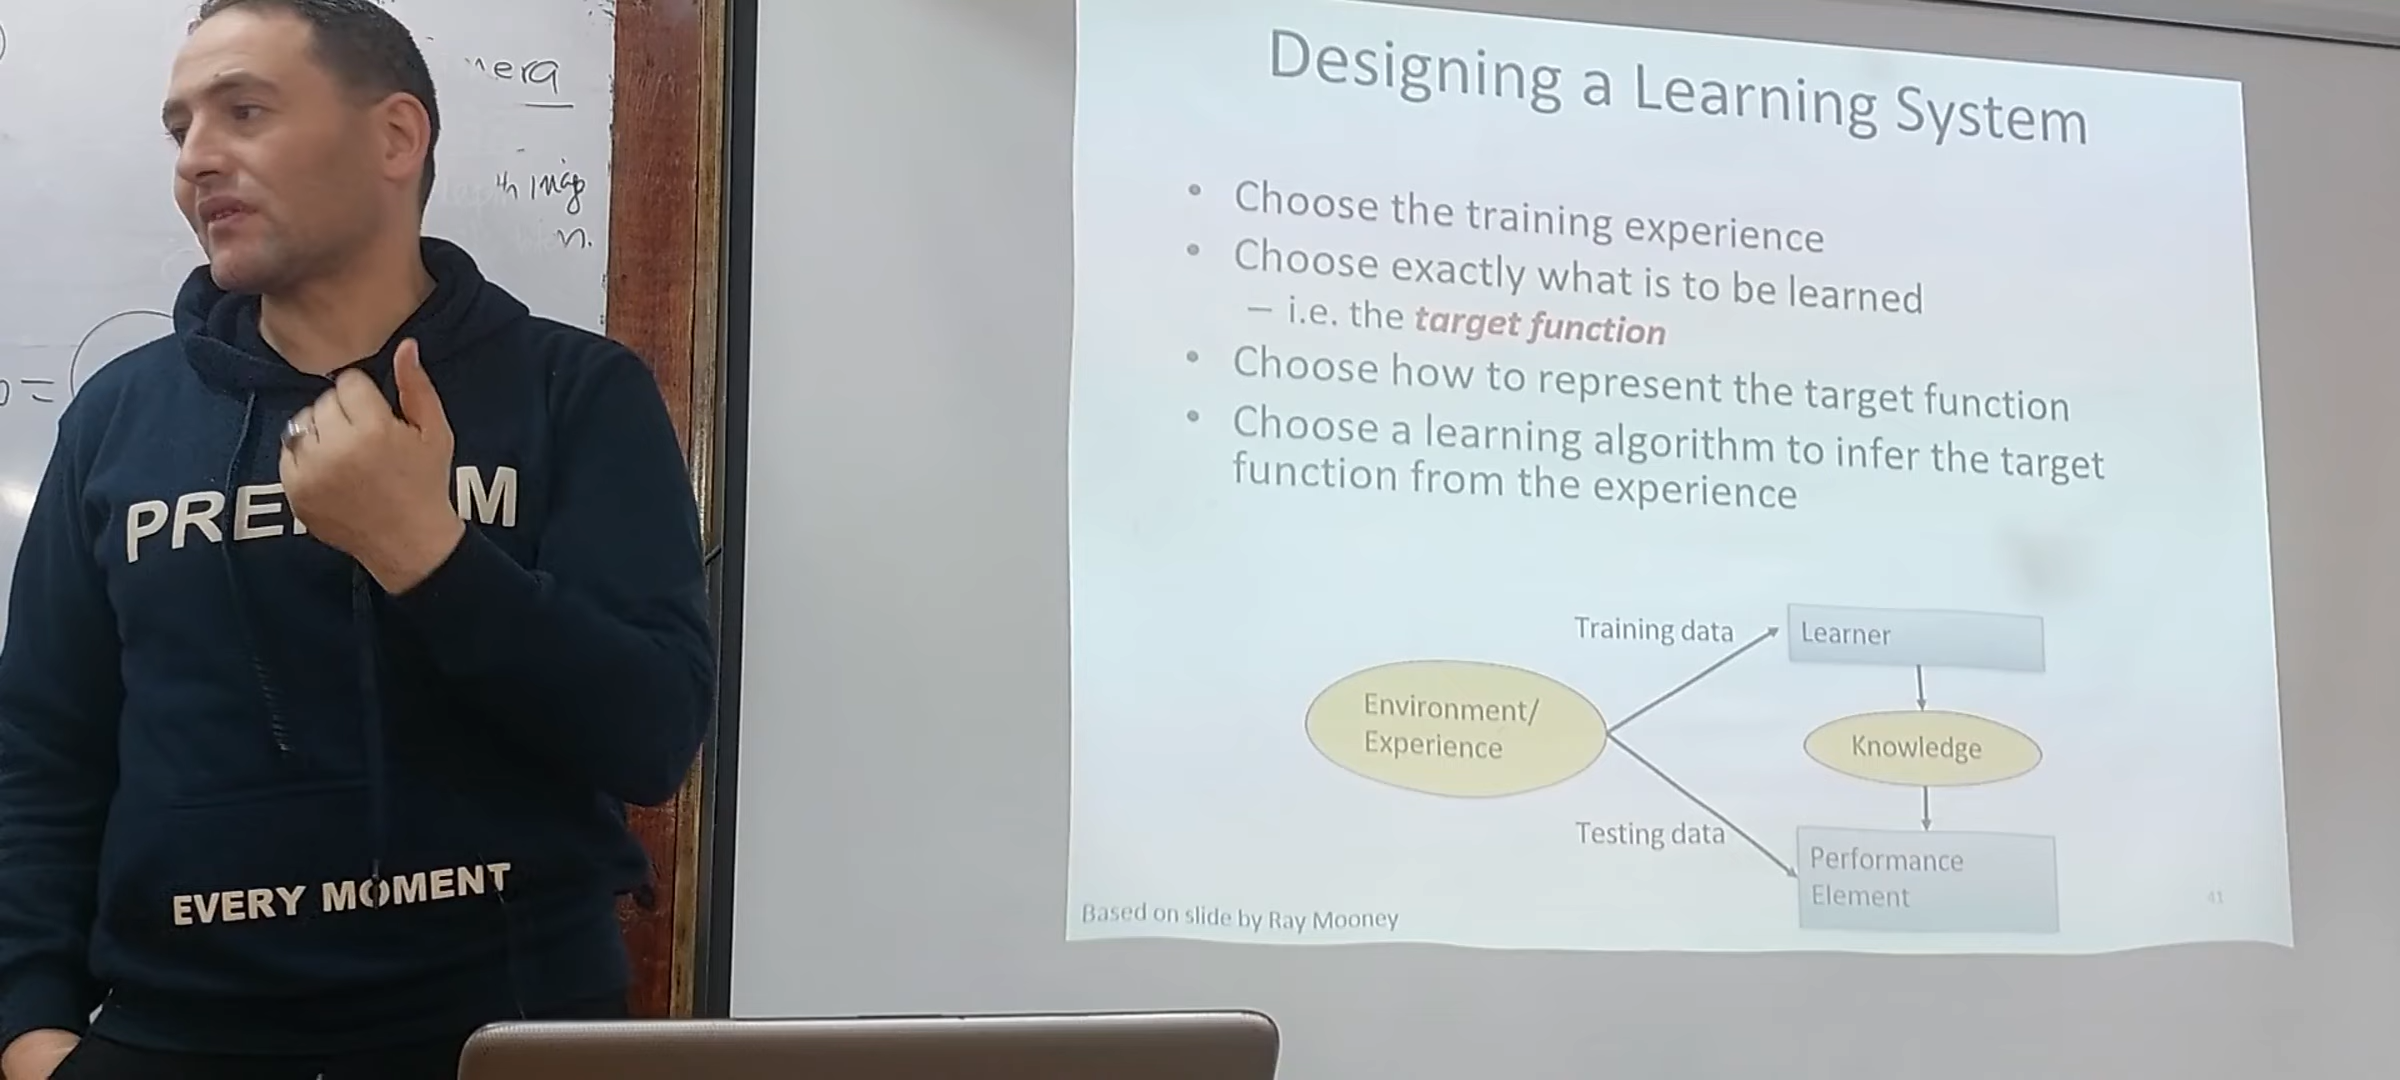 Designing a Learning System
• Choose the training experience
• Choose exactly what is to be learned
– i.e. the target function
• Choose how to represent the target function
• Choose a learning algorithm to infer the target
function from the experience
Training data
Learner
Environment/
Experience
Knowledge
Testing data
Performance
Element
Based on slide by Ray Mooney
41
EVERY MOMENT